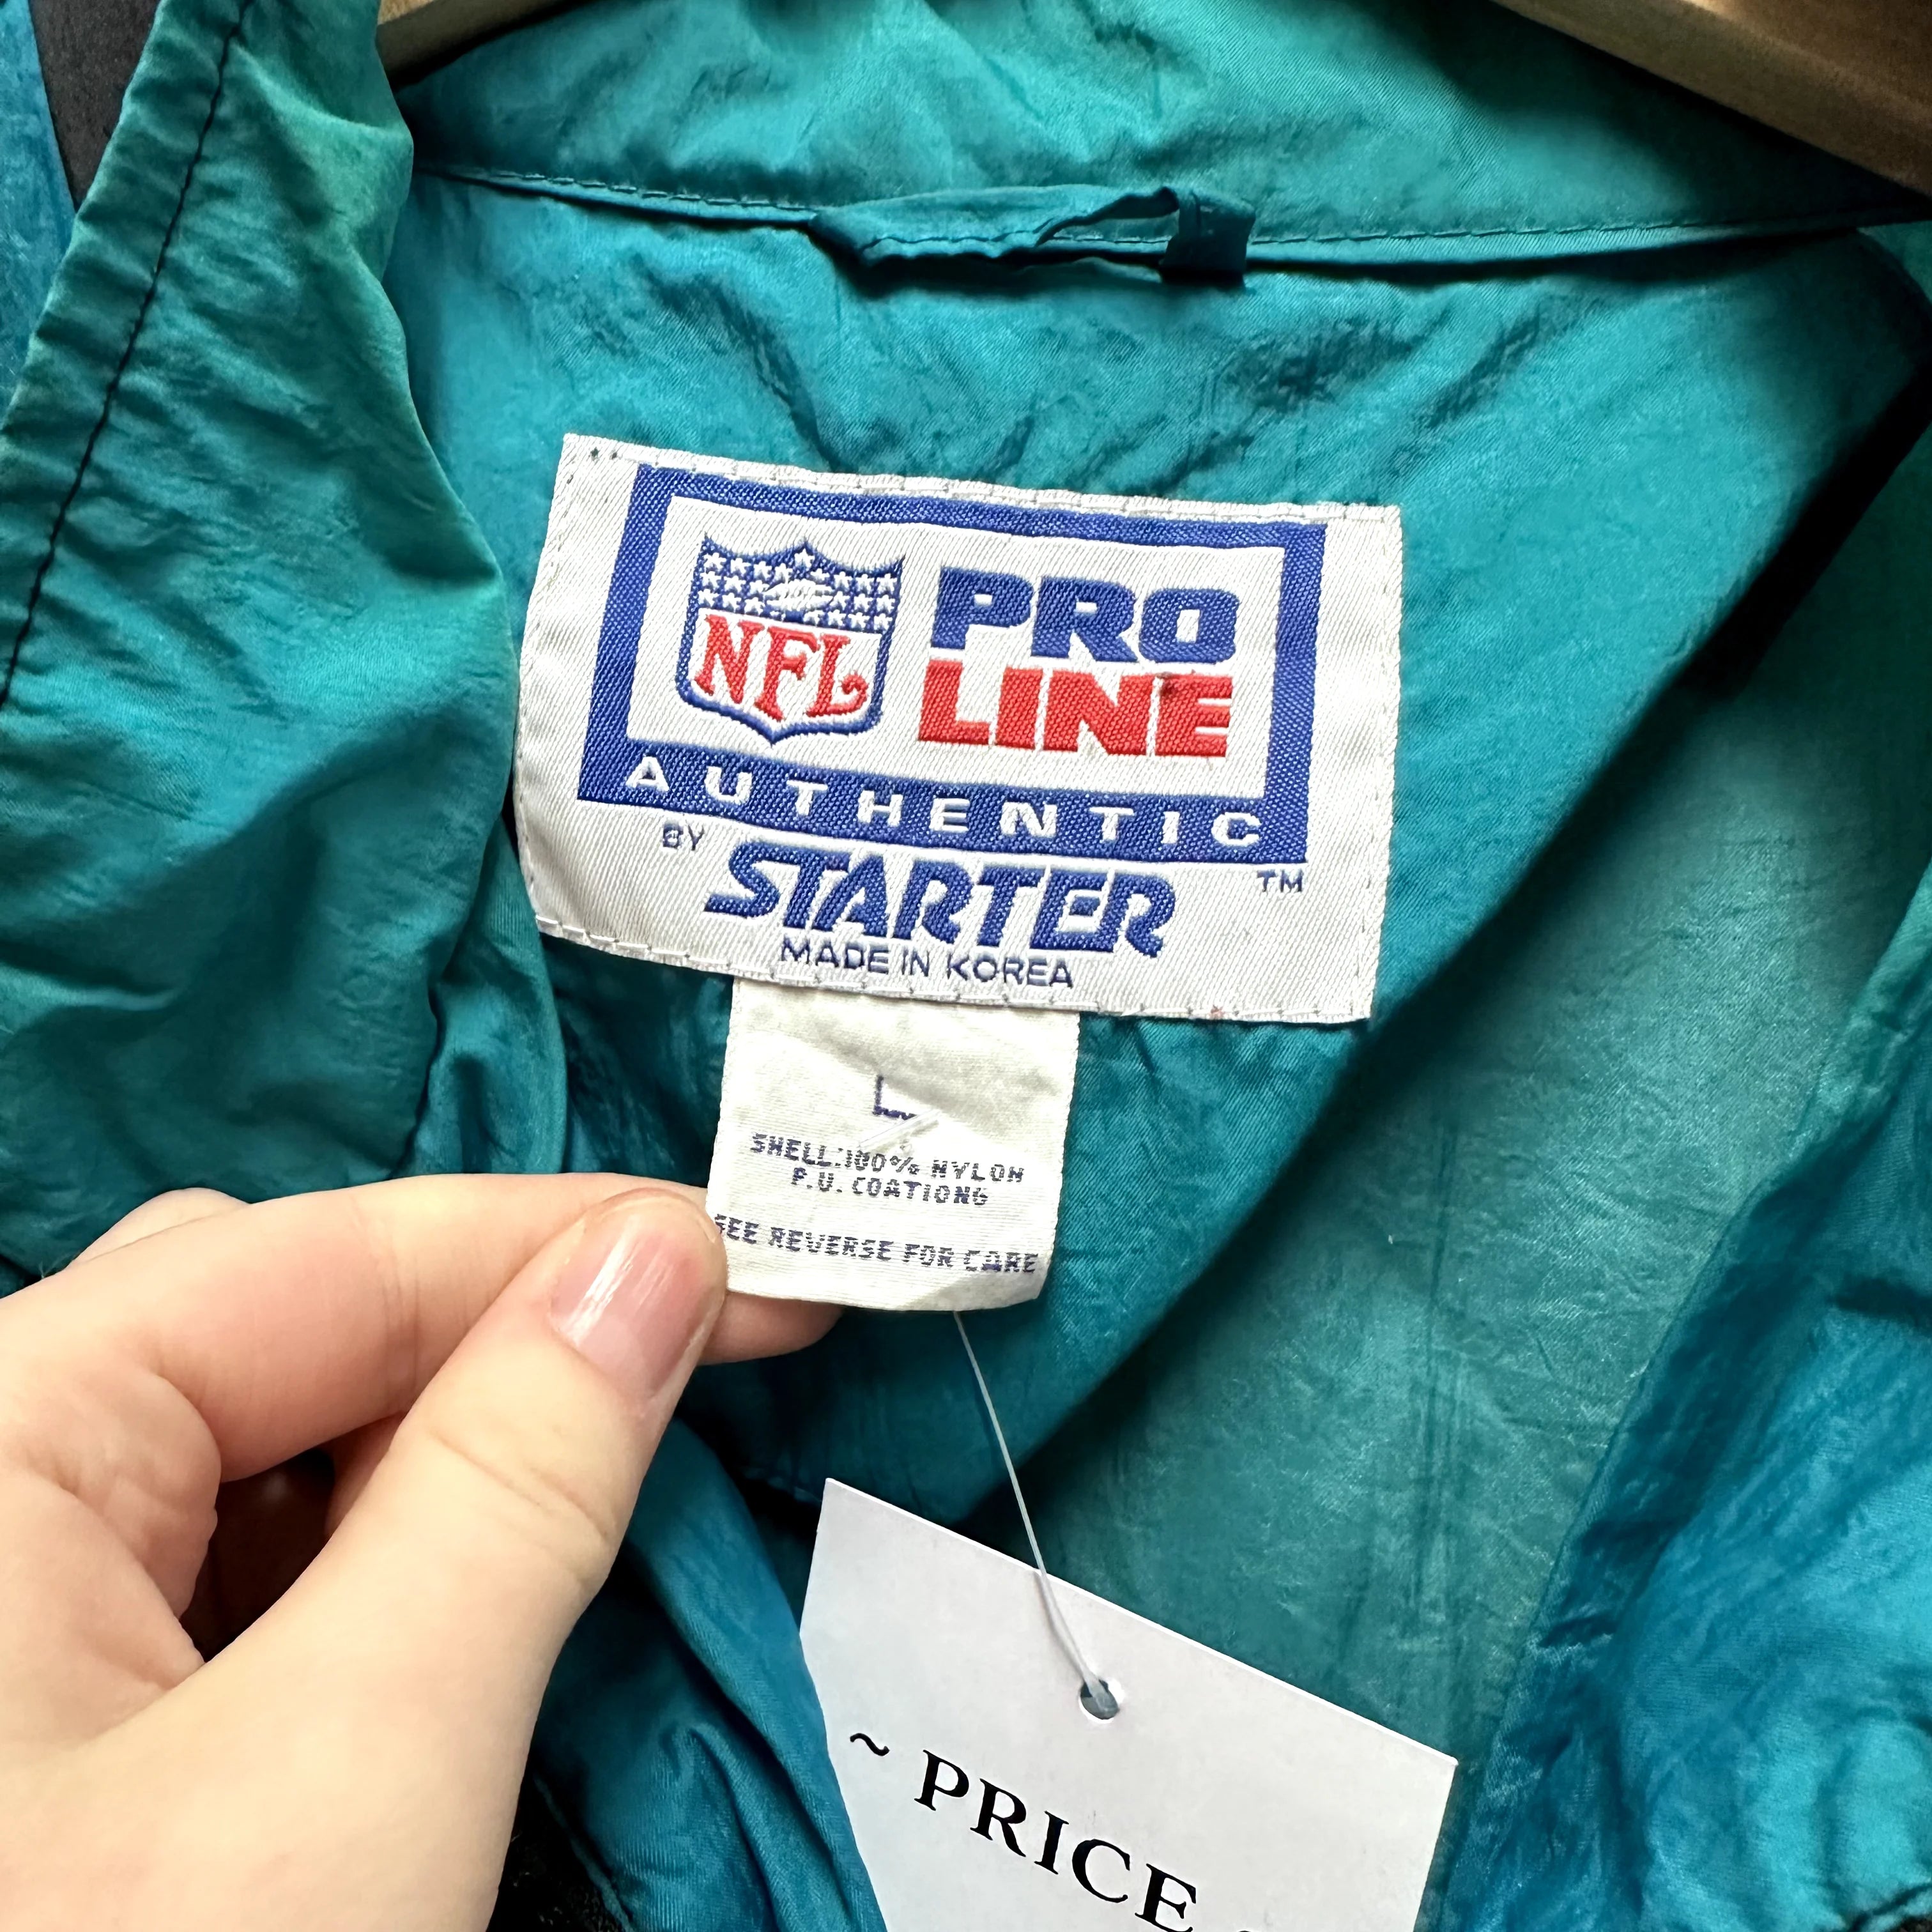 NFL
PRO
LINE
AUTHENTIC
BY STARTER TM
MADE IN KOREA
L
SHELL:100% NYLON
P.U. COATIONG
SEE REVERSE FOR CARE
~ PRICE